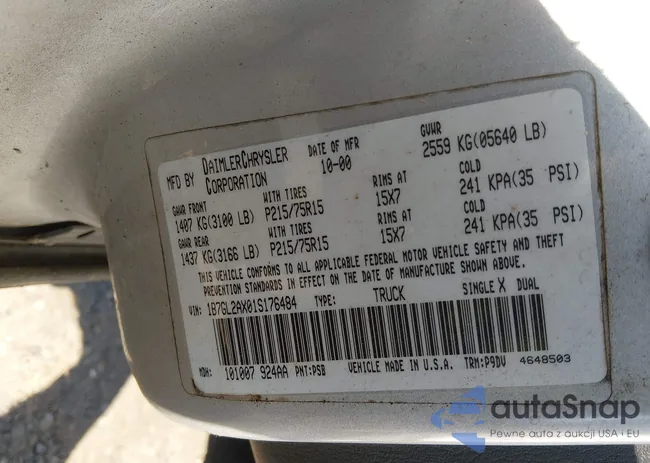 MFD BY DAIMLERCHRYSLER CORPORATION DATE OF MFR 10-00 GVWR 2559 KG(05640 LB)
GAWR FRONT WITH TIRES RIMS AT COLD
1407 KG(3100 LB) P215/75R15 15X7 241 KPA(35 PSI)
GAWR REAR WITH TIRES RIMS AT COLD
1437 KG(3166 LB) P215/75R15 15X7 241 KPA(35 PSI)
THIS VEHICLE CONFORMS TO ALL APPLICABLE FEDERAL MOTOR VEHICLE SAFETY AND THEFT
PREVENTION STANDARDS IN EFFECT ON THE DATE OF MANUFACTURE SHOWN ABOVE.
VIN: 1B7GL2AX01S176484 TYPE: TRUCK SINGLE X DUAL
MDH: 101007 924AA PNT:PSB VEHICLE MADE IN U.S.A. TRM:P9DV 4648503
autaSnap
Pewne auta z aukcji USA i EU